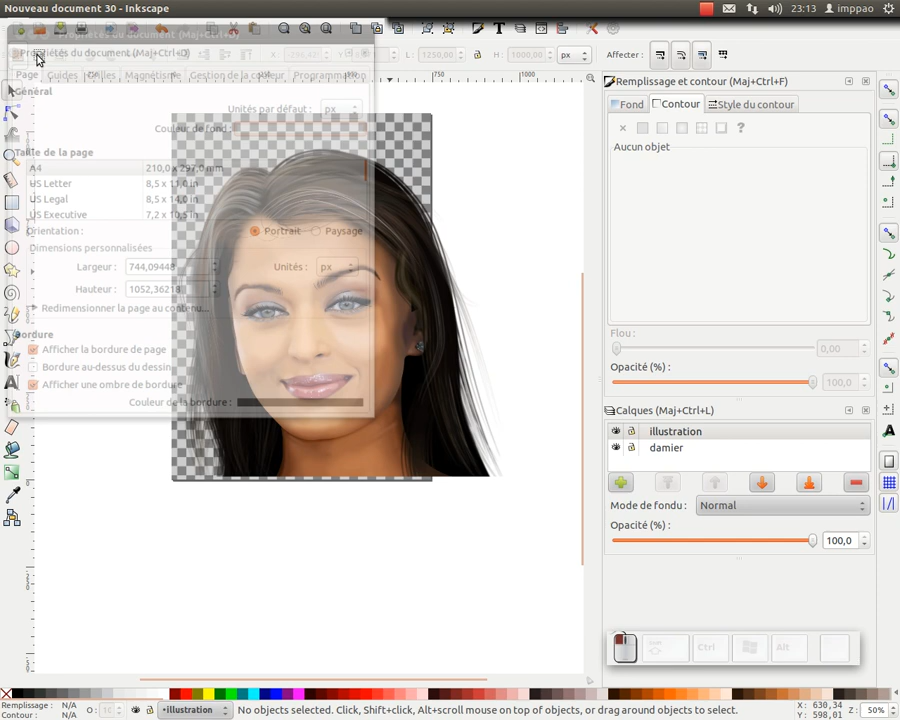 Nouveau document 30 - Inkscape
23:13
imppao
Propriétés du document (Maj+Ctrl+D)
L: 1250,00
H: 1000,00
px
Affecter :
Page
Guides
Grilles
Magnétisme
Gestion de la couleur
Programmation
750
1000
Général
Unités par défaut :
px
Couleur de fond :
Taille de la page
A4
210,0 x 297,0 mm
US Letter
8,5 x 11,0 in
US Legal
8,5 x 14,0 in
US Executive
7,2 x 10,5 in
Orientation :
Portrait
Paysage
Dimensions personnalisées
Largeur :
744,09448
Unités :
px
Hauteur :
1052,36218
Redimensionner la page au contenu...
Bordure
Afficher la bordure de page
Bordure au-dessus du dessin
Afficher une ombre de bordure
Couleur de la bordure :
Remplissage et contour (Maj+Ctrl+F)
Fond
Contour
Style du contour
?
Aucun objet
Flou :
0,00
Opacité (%) :
100,0
Calques (Maj+Ctrl+L)
illustration
damier
Mode de fondu :
Normal
Opacité (%) :
100,0
Ctrl
Alt
Remplissage : N/A
Contour : N/A
O:
•illustration
No objects selected. Click, Shift+click, Alt+scroll mouse on top of objects, or drag around objects to select.
X: 630,34
Y: 598,01
Z:
50%